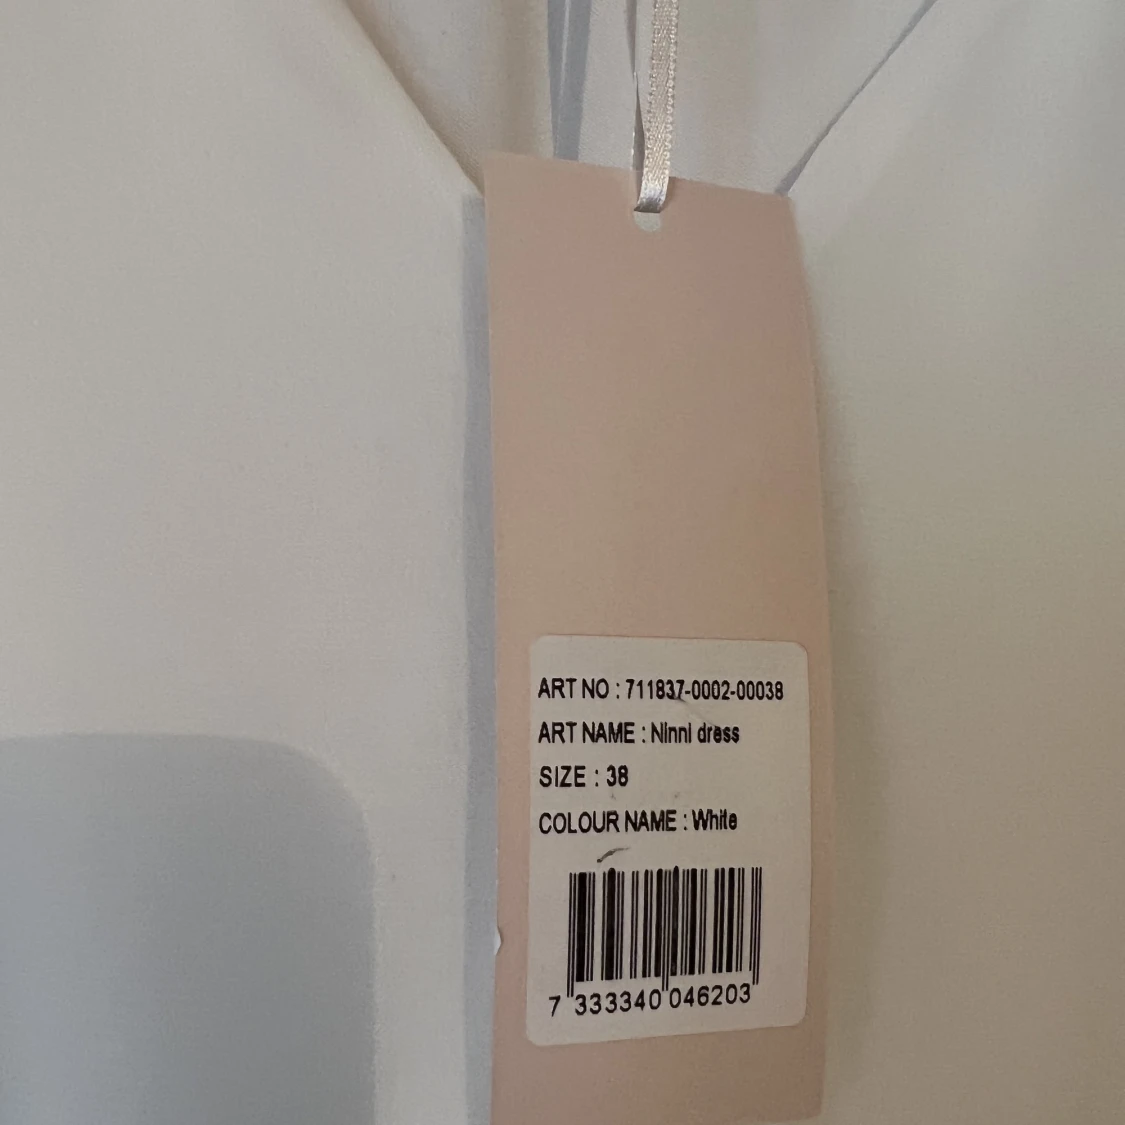 ART NO : 711837-0002-00038
ART NAME : Ninni dress
SIZE : 38
COLOUR NAME : White
7 333340 046203